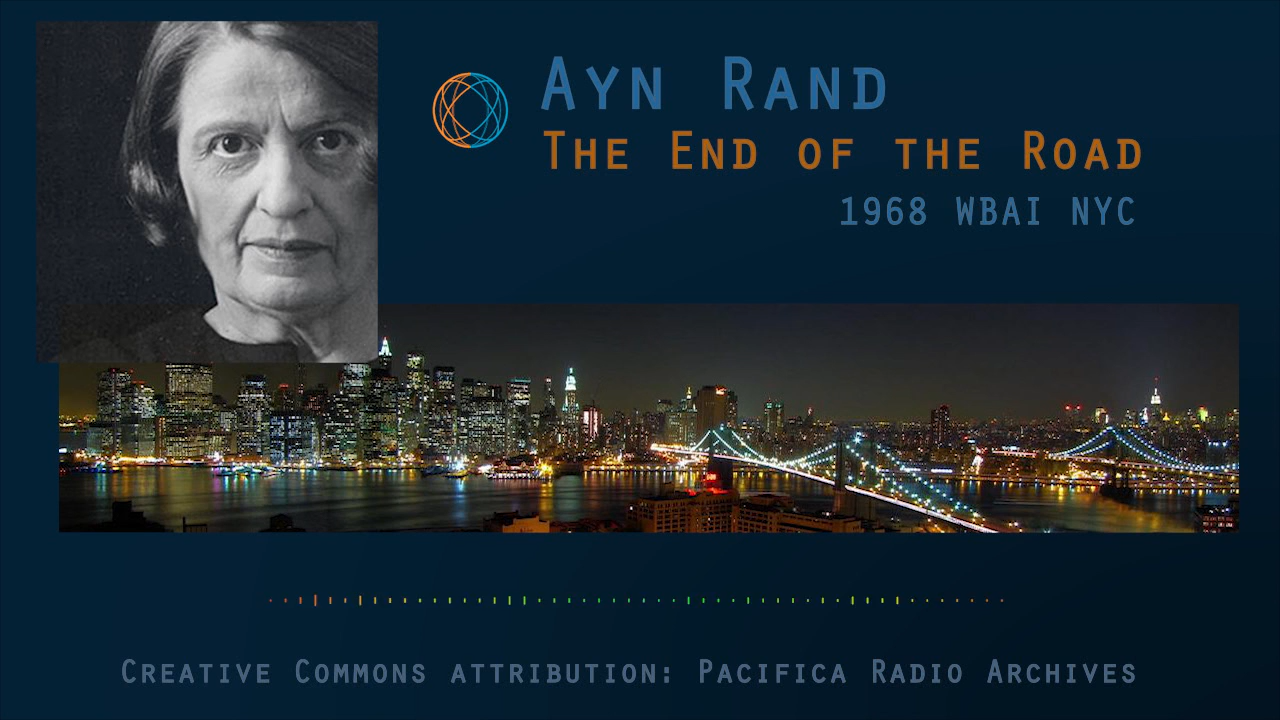 Ayn Rand
The End of the Road
1968 WBAI NYC
Creative Commons attribution: Pacifica Radio Archives